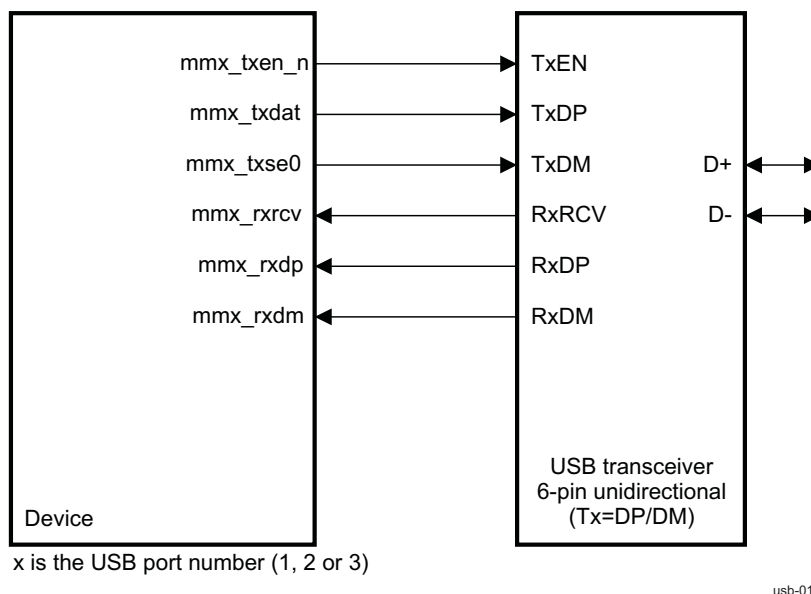 mmx_txen_n TxEN
mmx_txdat TxDP
mmx_txse0 TxDM D+
mmx_rxrcv RxRCV D-
mmx_rxdp RxDP
mmx_rxdm RxDM
USB transceiver
6-pin unidirectional
(Tx=DP/DM)
Device
x is the USB port number (1, 2 or 3)
usb-01